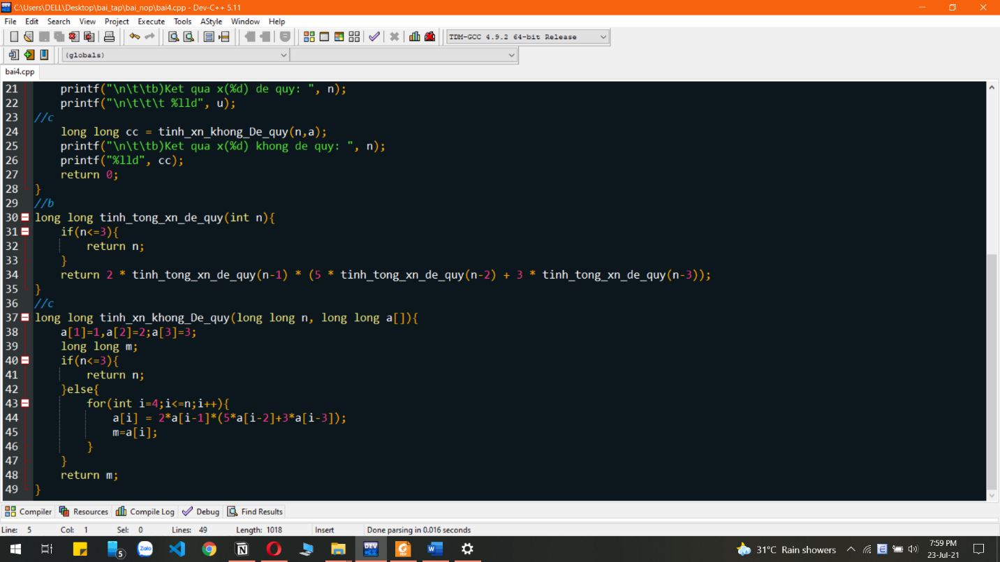 C:\Users\DELL\Desktop\bai_tap\bai_nop\bai4.cpp - Dev-C++ 5.11
File Edit Search View Project Execute Tools AStyle Window Help
TDM-GCC 4.9.2 64-bit Release
(globals)
bai4.cpp
21 printf("\n\t\tb)Ket qua x(%d) de quy: ", n);
22 printf("\n\t\t\t %lld", u);
23 //c
24 long long cc = tinh_xn_khong_De_quy(n,a);
25 printf("\n\t\tb)Ket qua x(%d) khong de quy: ", n);
26 printf("%lld", cc);
27 return 0;
28 }
29 //b
30 long long tinh_tong_xn_de_quy(int n){
31 if(n<=3){
32 return n;
33 }
34 return 2 * tinh_tong_xn_de_quy(n-1) * (5 * tinh_tong_xn_de_quy(n-2) + 3 * tinh_tong_xn_de_quy(n-3));
35 }
36 //c
37 long long tinh_xn_khong_De_quy(long long n, long long a[]){
38 a[1]=1,a[2]=2;a[3]=3;
39 long long m;
40 if(n<=3){
41 return n;
42 }else{
43 for(int i=4;i<=n;i++){
44 a[i] = 2*a[i-1]*(5*a[i-2]+3*a[i-3]);
45 m=a[i];
46 }
47 }
48 return m;
49 }
Compiler Resources Compile Log Debug Find Results
Line: 5 Col: 1 Sel: 0 Lines: 49 Length: 1018 Insert Done parsing in 0.016 seconds
5 Zalo DEV 31°C Rain showers E 7:59 PM
23-Jul-21